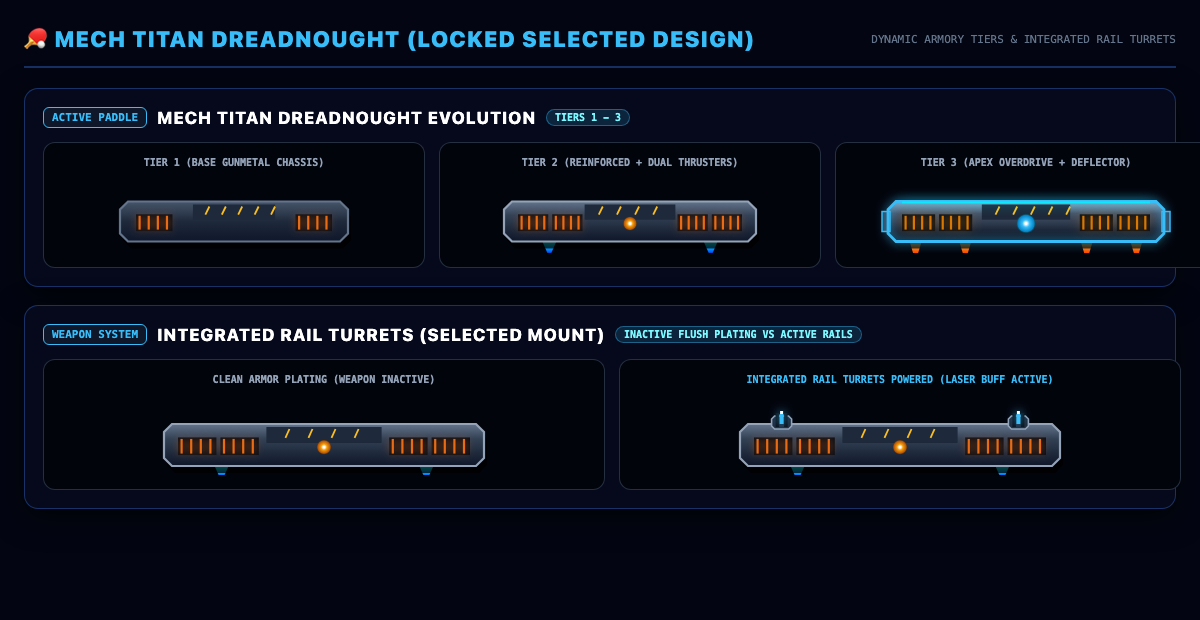 MECH TITAN DREADNOUGHT (LOCKED SELECTED DESIGN)
DYNAMIC ARMORY TIERS & INTEGRATED RAIL TURRETS
ACTIVE PADDLE
MECH TITAN DREADNOUGHT EVOLUTION
TIERS 1 – 3
TIER 1 (BASE GUNMETAL CHASSIS)
TIER 2 (REINFORCED + DUAL THRUSTERS)
TIER 3 (APEX OVERDRIVE + DEFLECTOR)
WEAPON SYSTEM
INTEGRATED RAIL TURRETS (SELECTED MOUNT)
INACTIVE FLUSH PLATING VS ACTIVE RAILS
CLEAN ARMOR PLATING (WEAPON INACTIVE)
INTEGRATED RAIL TURRETS POWERED (LASER BUFF ACTIVE)